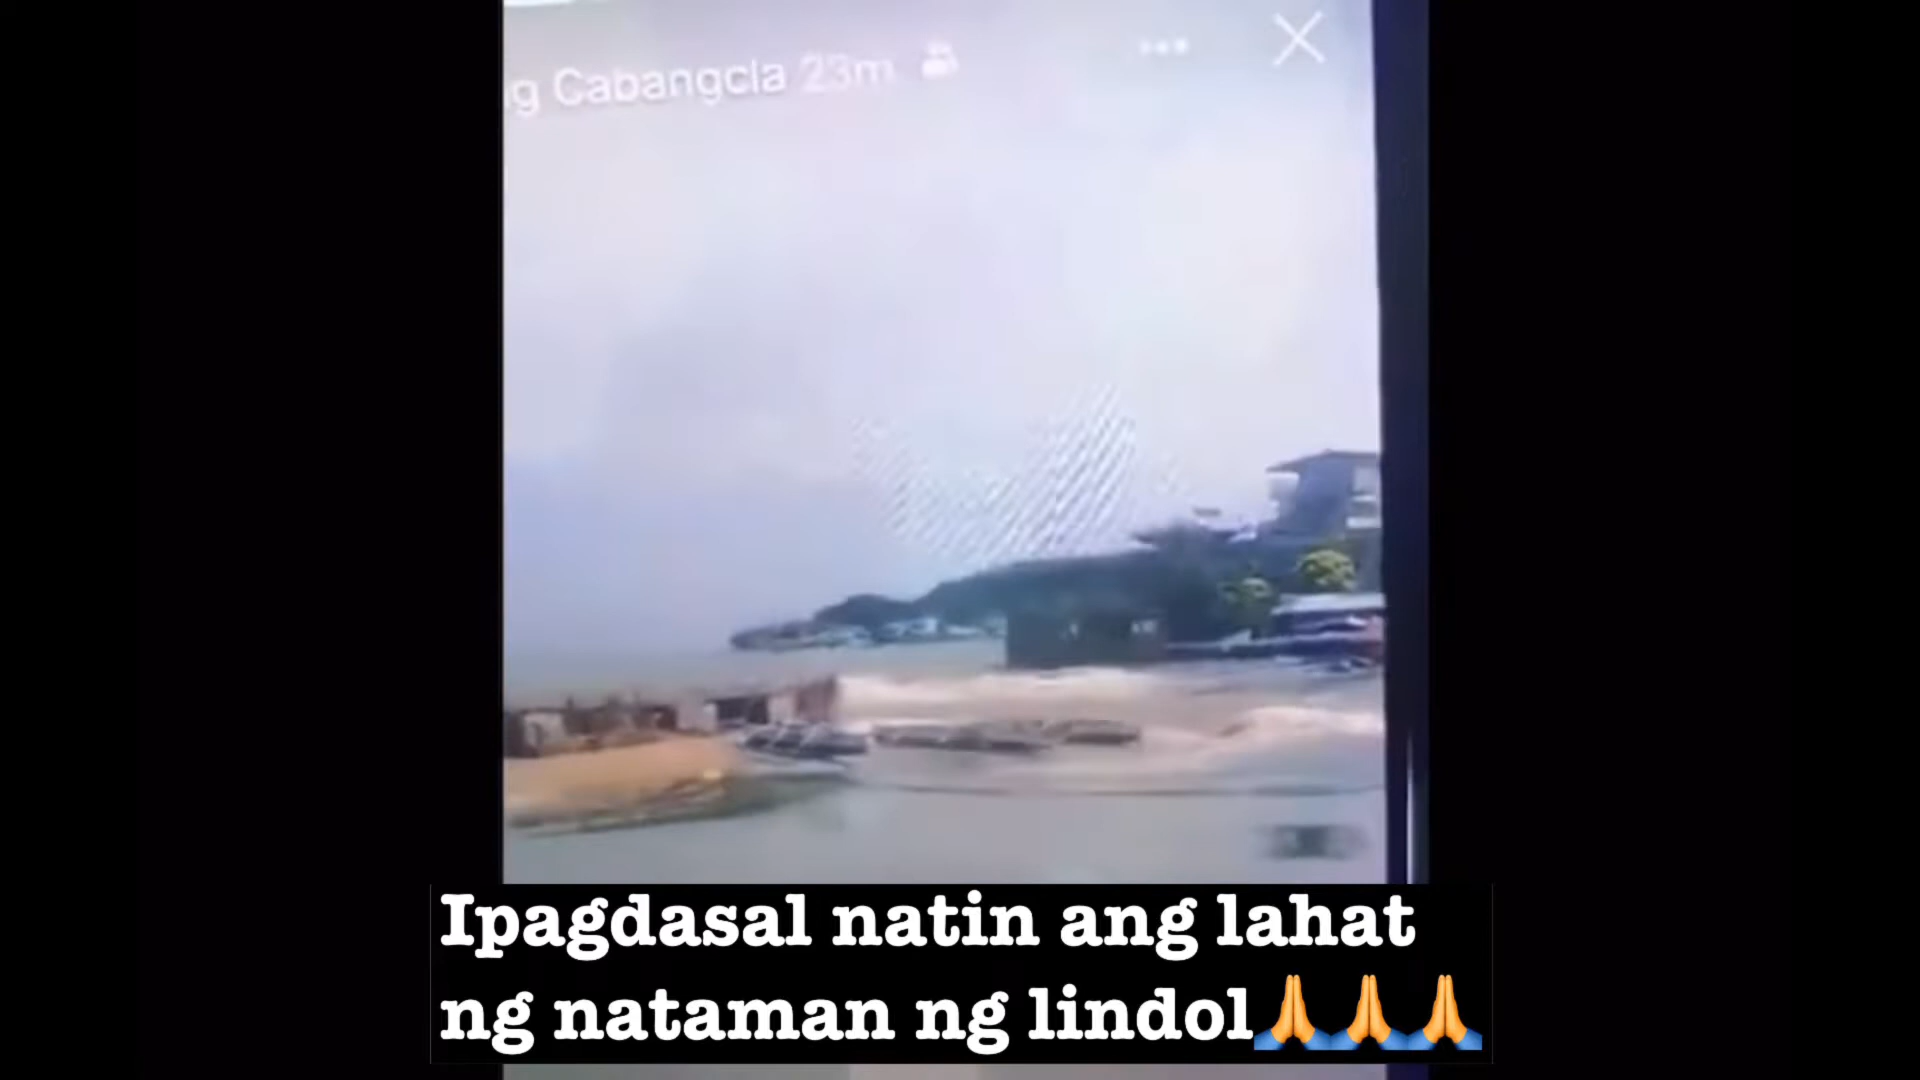 Cabangcla 23m
Ipagdasal natin ang lahat
ng nataman ng lindol🙏🙏🙏